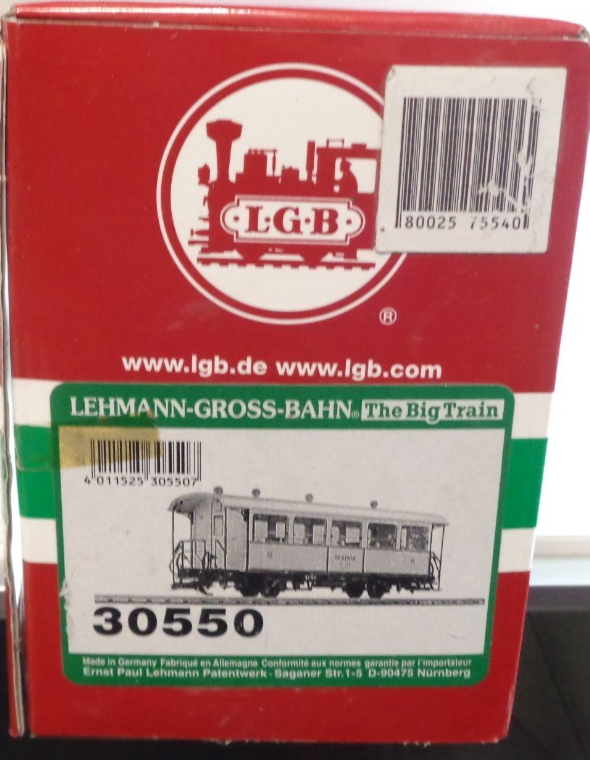 L·G·B
80025 75540
®
www.lgb.de www.lgb.com
LEHMANN-GROSS-BAHN® The Big Train
4 011525 305507
30550
Made in Germany Fabriqué en Allemagne Conformité aux normes garantie par l'importateur
Ernst Paul Lehmann Patentwerk · Saganer Str.1-5 D-90475 Nürnberg